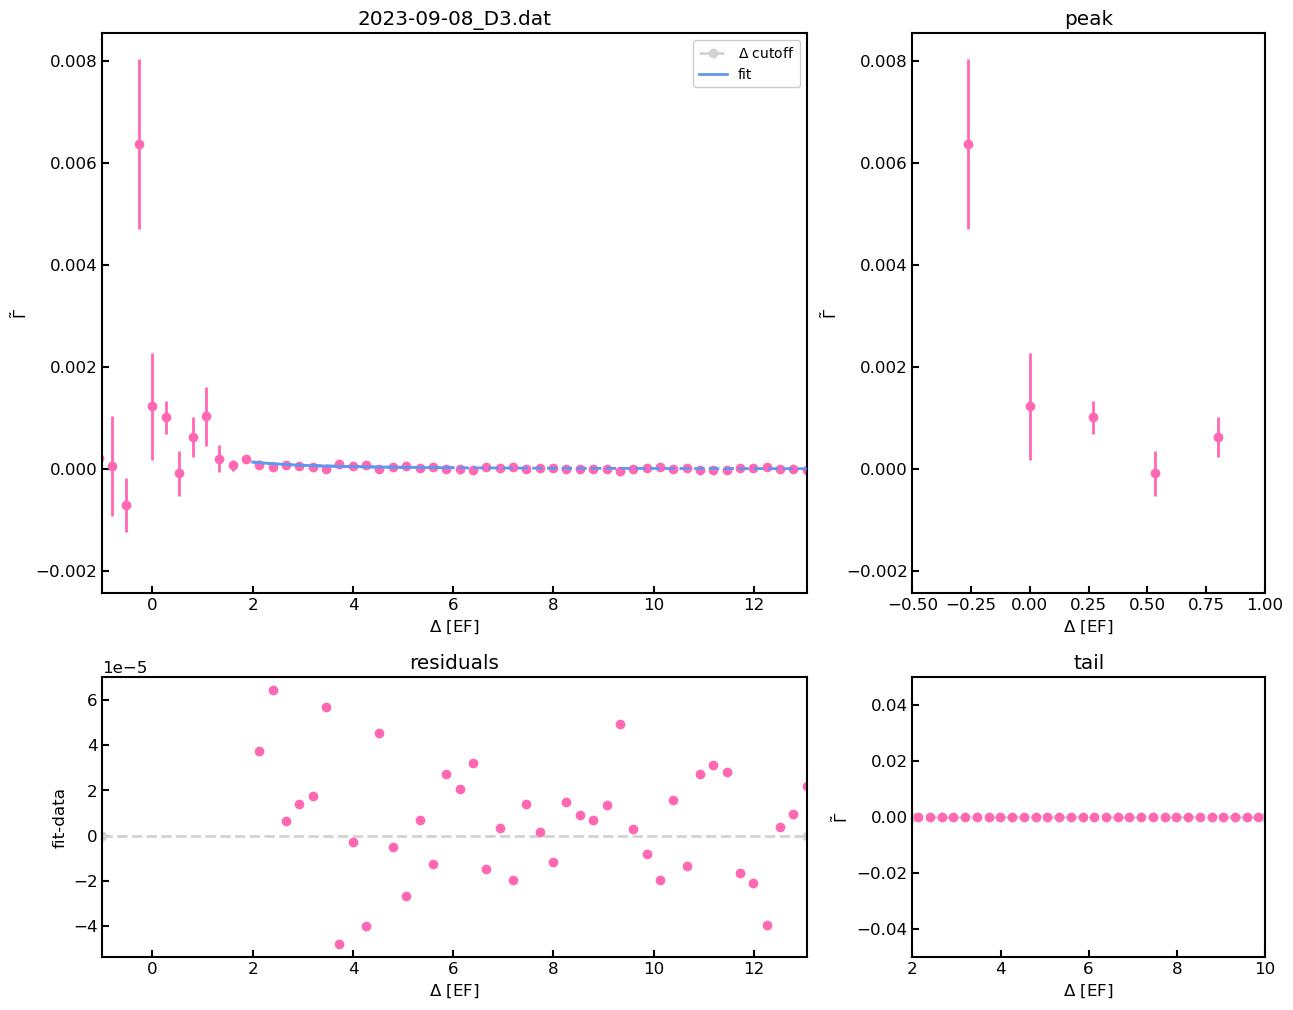 2023-09-08_D3.dat
Δ cutoff
fit
0.008
0.006
0.004
0.002
0.000
−0.002
Γ̃
0 2 4 6 8 10 12
Δ [EF]
peak
0.008
0.006
0.004
0.002
0.000
−0.002
Γ̃
−0.50 −0.25 0.00 0.25 0.50 0.75 1.00
Δ [EF]
residuals
1e−5
6
4
2
0
−2
−4
fit-data
0 2 4 6 8 10 12
Δ [EF]
tail
0.04
0.02
0.00
−0.02
−0.04
Γ̃
2 4 6 8 10
Δ [EF]